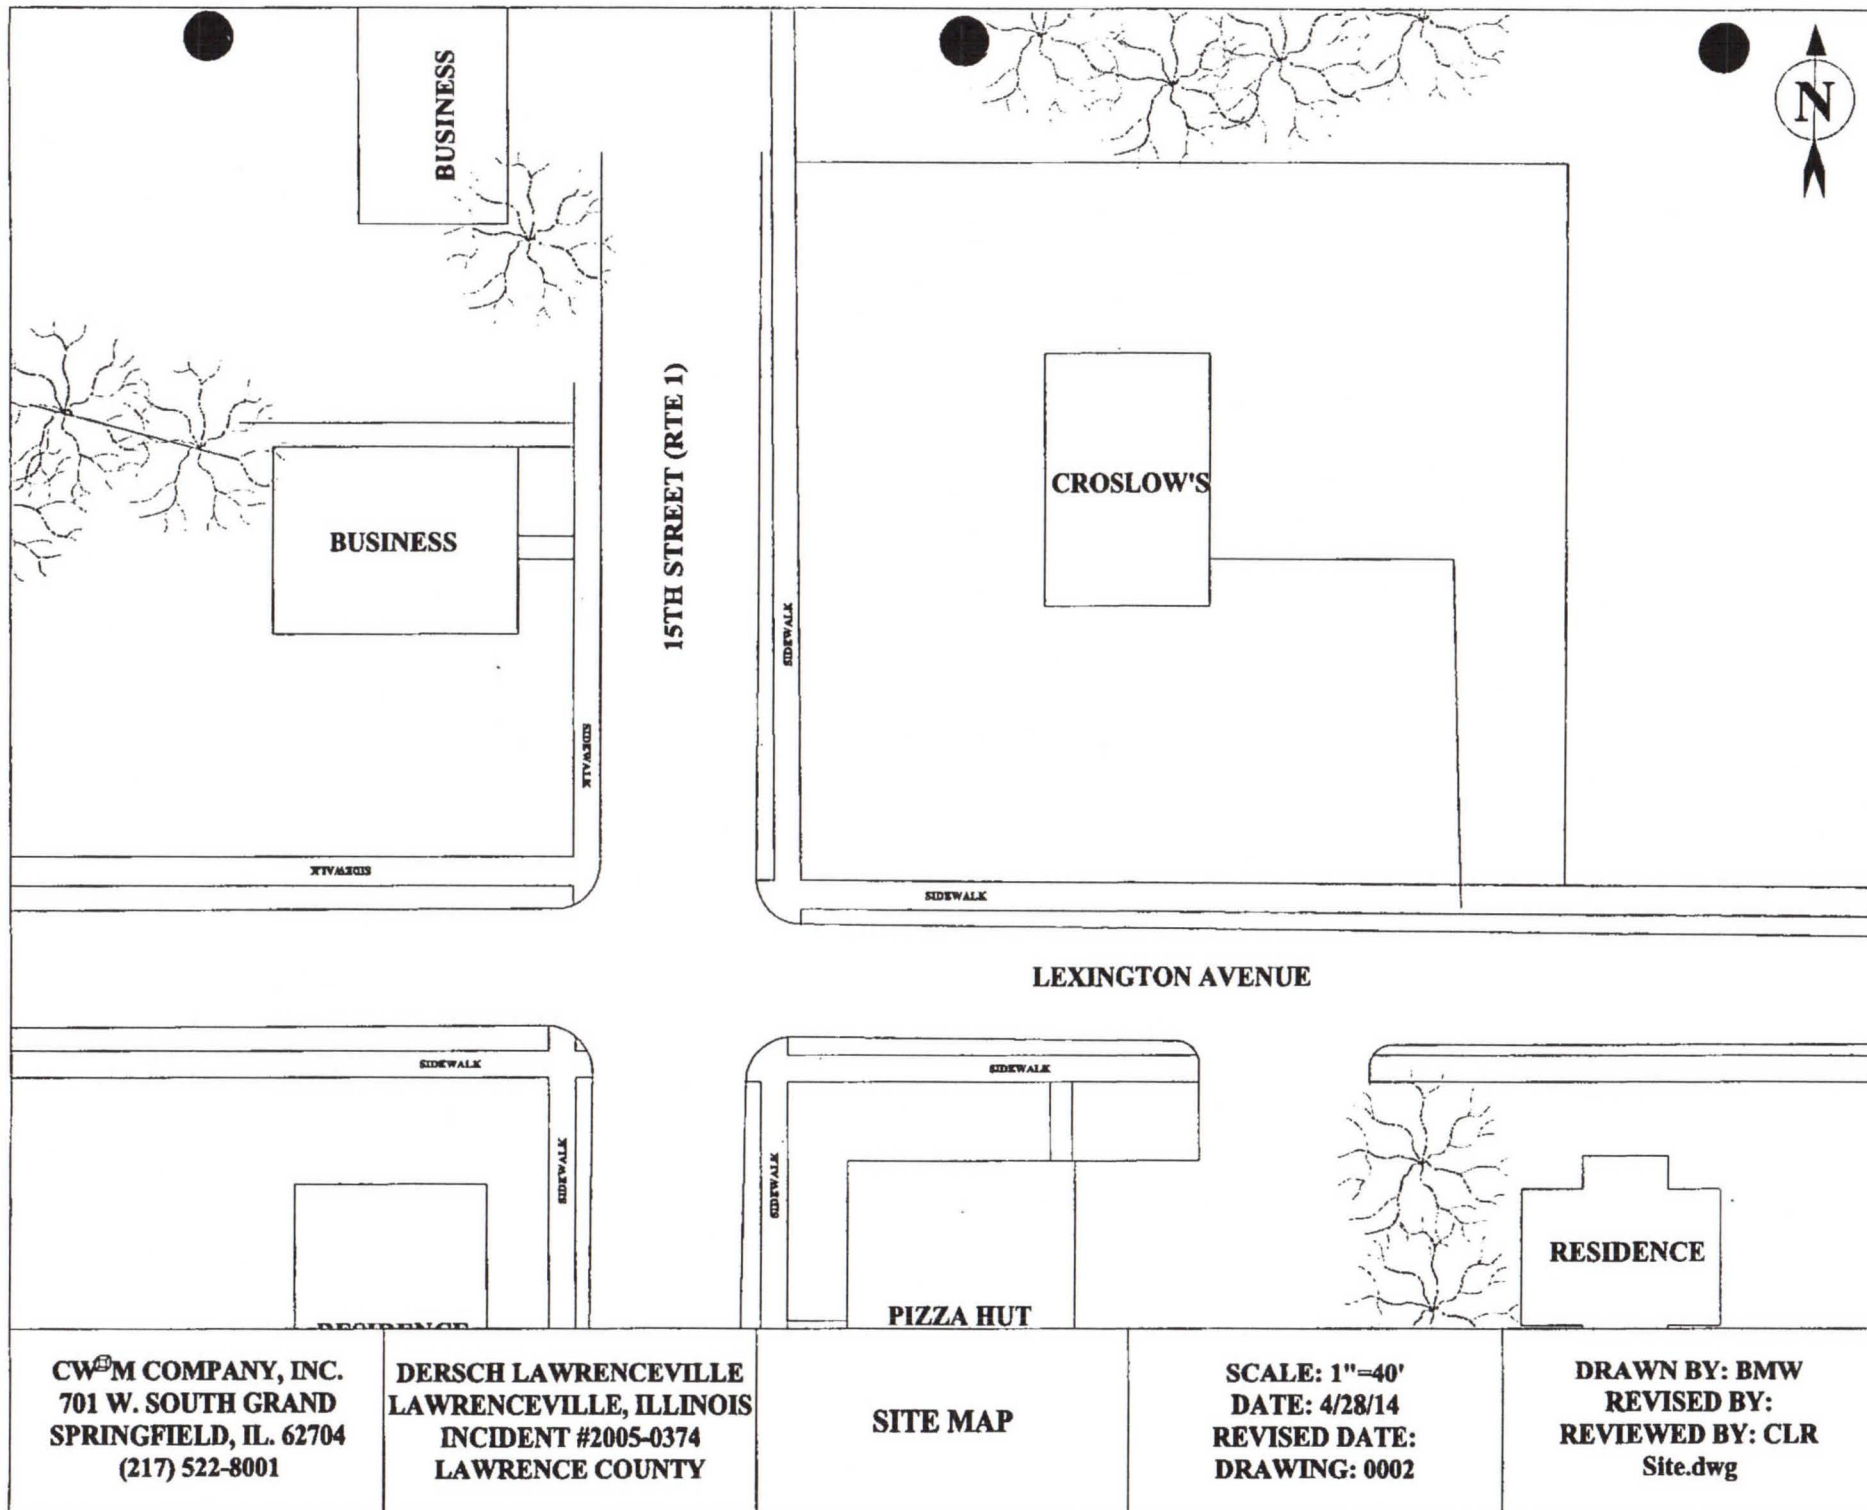 BUSINESS
N
15TH STREET (RTE 1)
CROSLOW'S
BUSINESS
SIDEWALK
SIDEWALK
SIDEWALK
SIDEWALK
LEXINGTON AVENUE
SIDEWALK
SIDEWALK
SIDEWALK
SIDEWALK
RESIDENCE
PIZZA HUT
RESIDENCE
CW M COMPANY, INC.
701 W. SOUTH GRAND
SPRINGFIELD, IL. 62704
(217) 522-8001
DERSCH LAWRENCEVILLE
LAWRENCEVILLE, ILLINOIS
INCIDENT #2005-0374
LAWRENCE COUNTY
SITE MAP
SCALE: 1"=40'
DATE: 4/28/14
REVISED DATE:
DRAWING: 0002
DRAWN BY: BMW
REVISED BY:
REVIEWED BY: CLR
Site.dwg